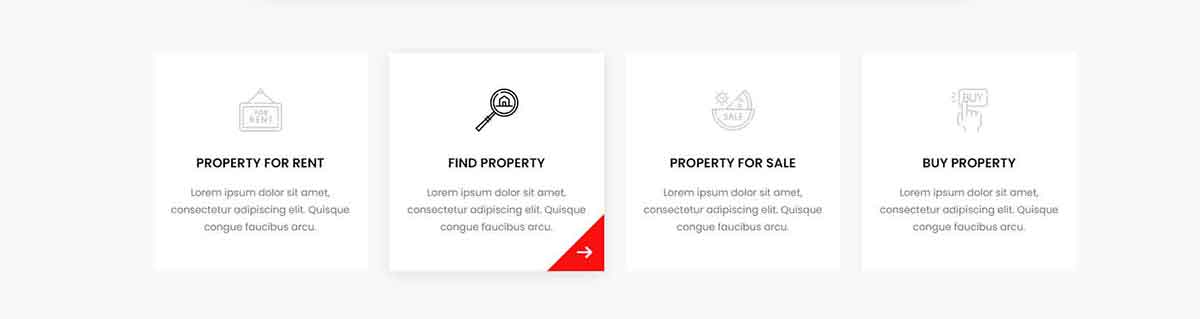 FOR
RENT
PROPERTY FOR RENT
Lorem ipsum dolor sit amet,
consectetur adipiscing elit. Quisque
congue faucibus arcu.
FIND PROPERTY
Lorem ipsum dolor sit amet,
consectetur adipiscing elit. Quisque
congue faucibus arcu.
SALE
PROPERTY FOR SALE
Lorem ipsum dolor sit amet,
consectetur adipiscing elit. Quisque
congue faucibus arcu.
BUY
BUY PROPERTY
Lorem ipsum dolor sit amet,
consectetur adipiscing elit. Quisque
congue faucibus arcu.